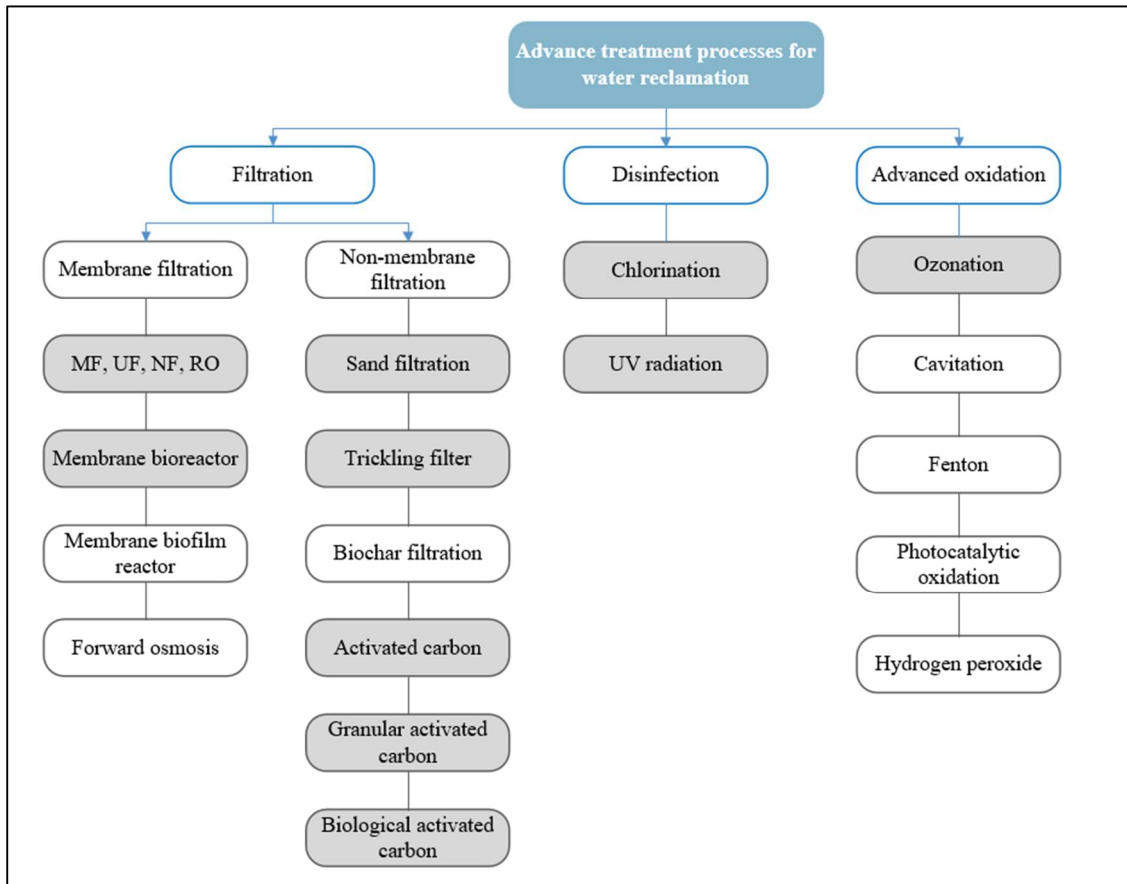 Advance treatment processes for
water reclamation
Filtration
Disinfection
Advanced oxidation
Membrane filtration
Non-membrane
filtration
Chlorination
Ozonation
MF, UF, NF, RO
Sand filtration
UV radiation
Cavitation
Membrane bioreactor
Trickling filter
Fenton
Membrane biofilm
reactor
Biochar filtration
Photocatalytic
oxidation
Forward osmosis
Activated carbon
Hydrogen peroxide
Granular activated
carbon
Biological activated
carbon